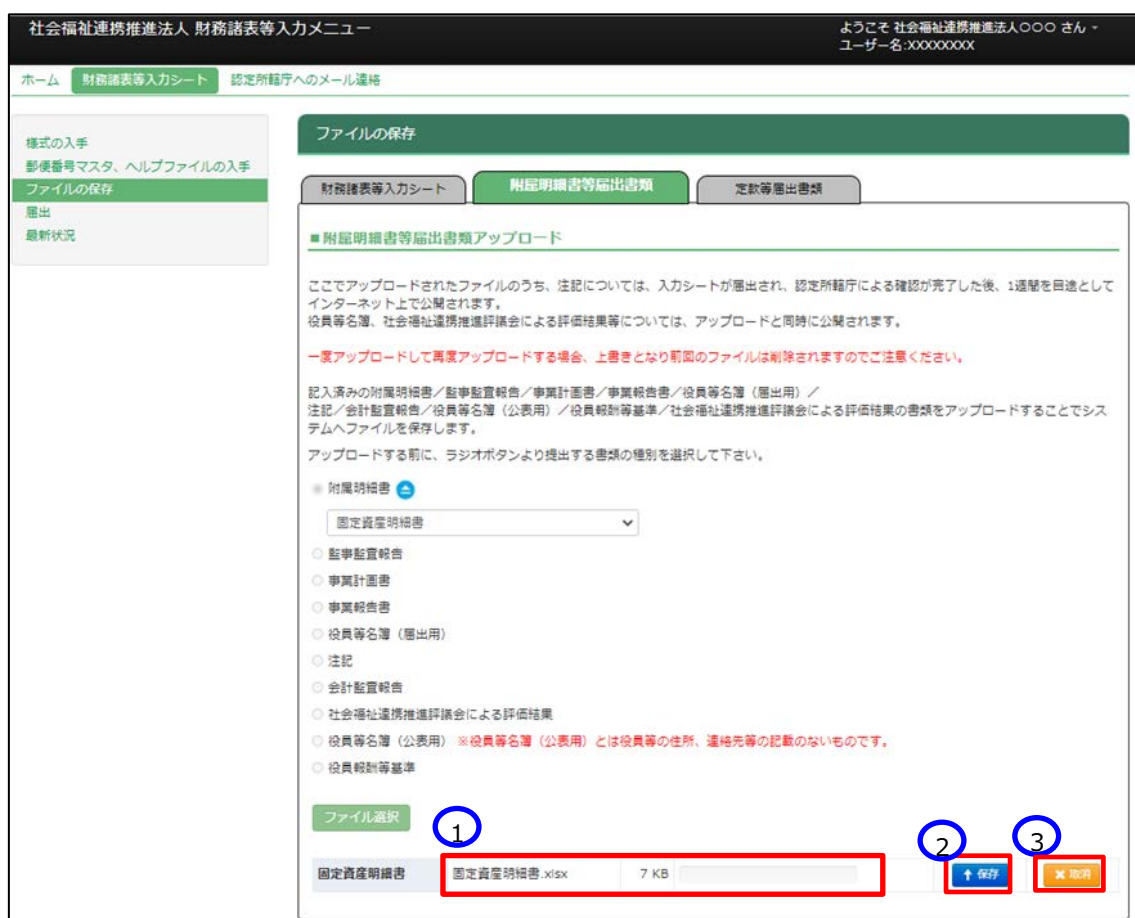 社会福祉連携推進法人 財務諸表等入力メニュー
ようこそ 社会福祉連携推進法人〇〇〇 さん
ユーザー名:XXXXXXXX
ホーム 財務諸表等入力シート 認定所轄庁へのメール連絡
様式の入手
郵便番号マスタ、ヘルプファイルの入手
ファイルの保存
届出
最新状況
ファイルの保存
財務諸表等入力シート 附属明細書等届出書類 定款等届出書類
■附属明細書等届出書類アップロード
ここでアップロードされたファイルのうち、注記については、入力シートが届出され、認定所轄庁による確認が完了した後、1週間を目途として
インターネット上で公開されます。
役員等名簿、社会福祉連携推進評議会による評価結果等については、アップロードと同時に公開されます。
一度アップロードして再度アップロードする場合、上書きとなり前回のファイルは削除されますのでご注意ください。
記入済みの附属明細書／監事監査報告／事業計画書／事業報告書／役員等名簿（届出用）／
注記／会計監査報告／役員等名簿（公表用）／役員報酬等基準／社会福祉連携推進評議会による評価結果の書類をアップロードすることでシス
テムへファイルを保存します。
アップロードする前に、ラジオボタンより提出する書類の種別を選択して下さい。
附属明細書
固定資産明細書
監事監査報告
事業計画書
事業報告書
役員等名簿（届出用）
注記
会計監査報告
社会福祉連携推進評議会による評価結果
役員等名簿（公表用） ※役員等名簿（公表用）とは役員等の住所、連絡先等の記載のないものです。
役員報酬等基準
ファイル選択
1
2
3
固定資産明細書 固定資産明細書.xlsx 7 KB 保存 取消